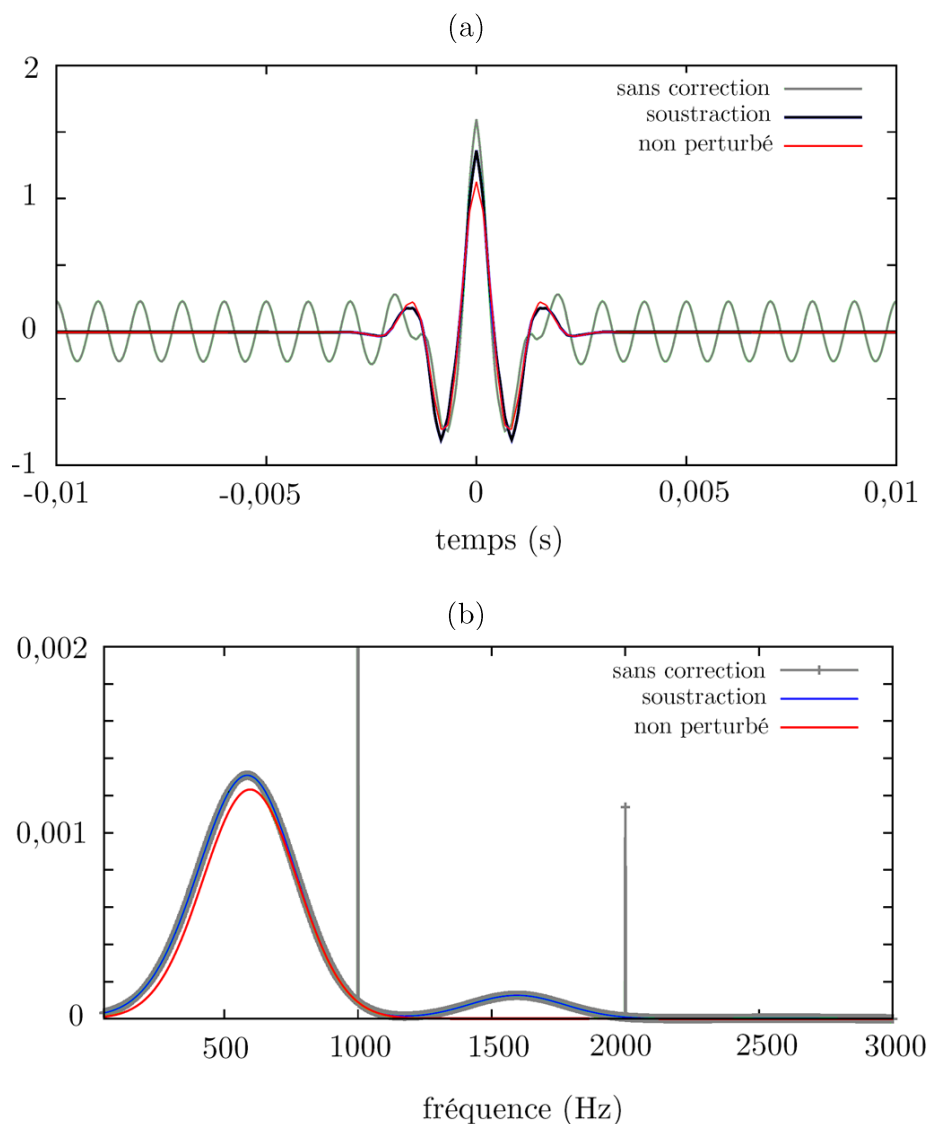 (a)
2
sans correction
soustraction
non perturbé
1
0
-1
-0,01 -0,005 0 0,005 0,01
temps (s)
(b)
0,002
sans correction
soustraction
non perturbé
0,001
0
500 1000 1500 2000 2500 3000
fréquence (Hz)